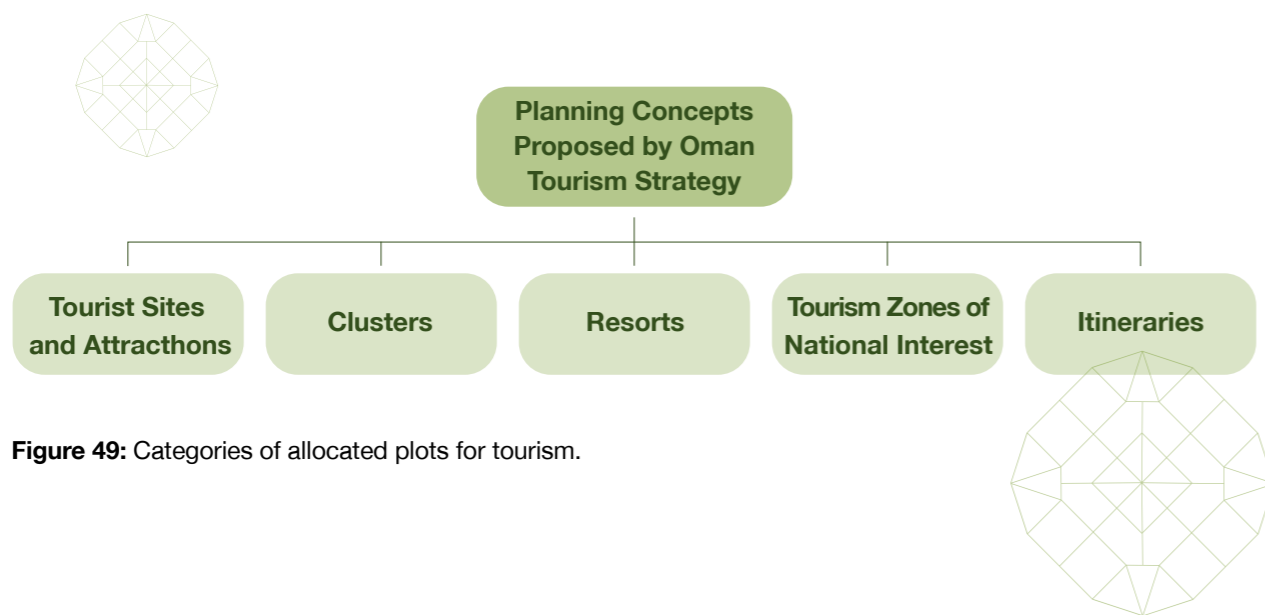 Planning Concepts
Proposed by Oman
Tourism Strategy
Tourist Sites
and Attracthons
Clusters
Resorts
Tourism Zones of
National Interest
Itineraries
Figure 49: Categories of allocated plots for tourism.